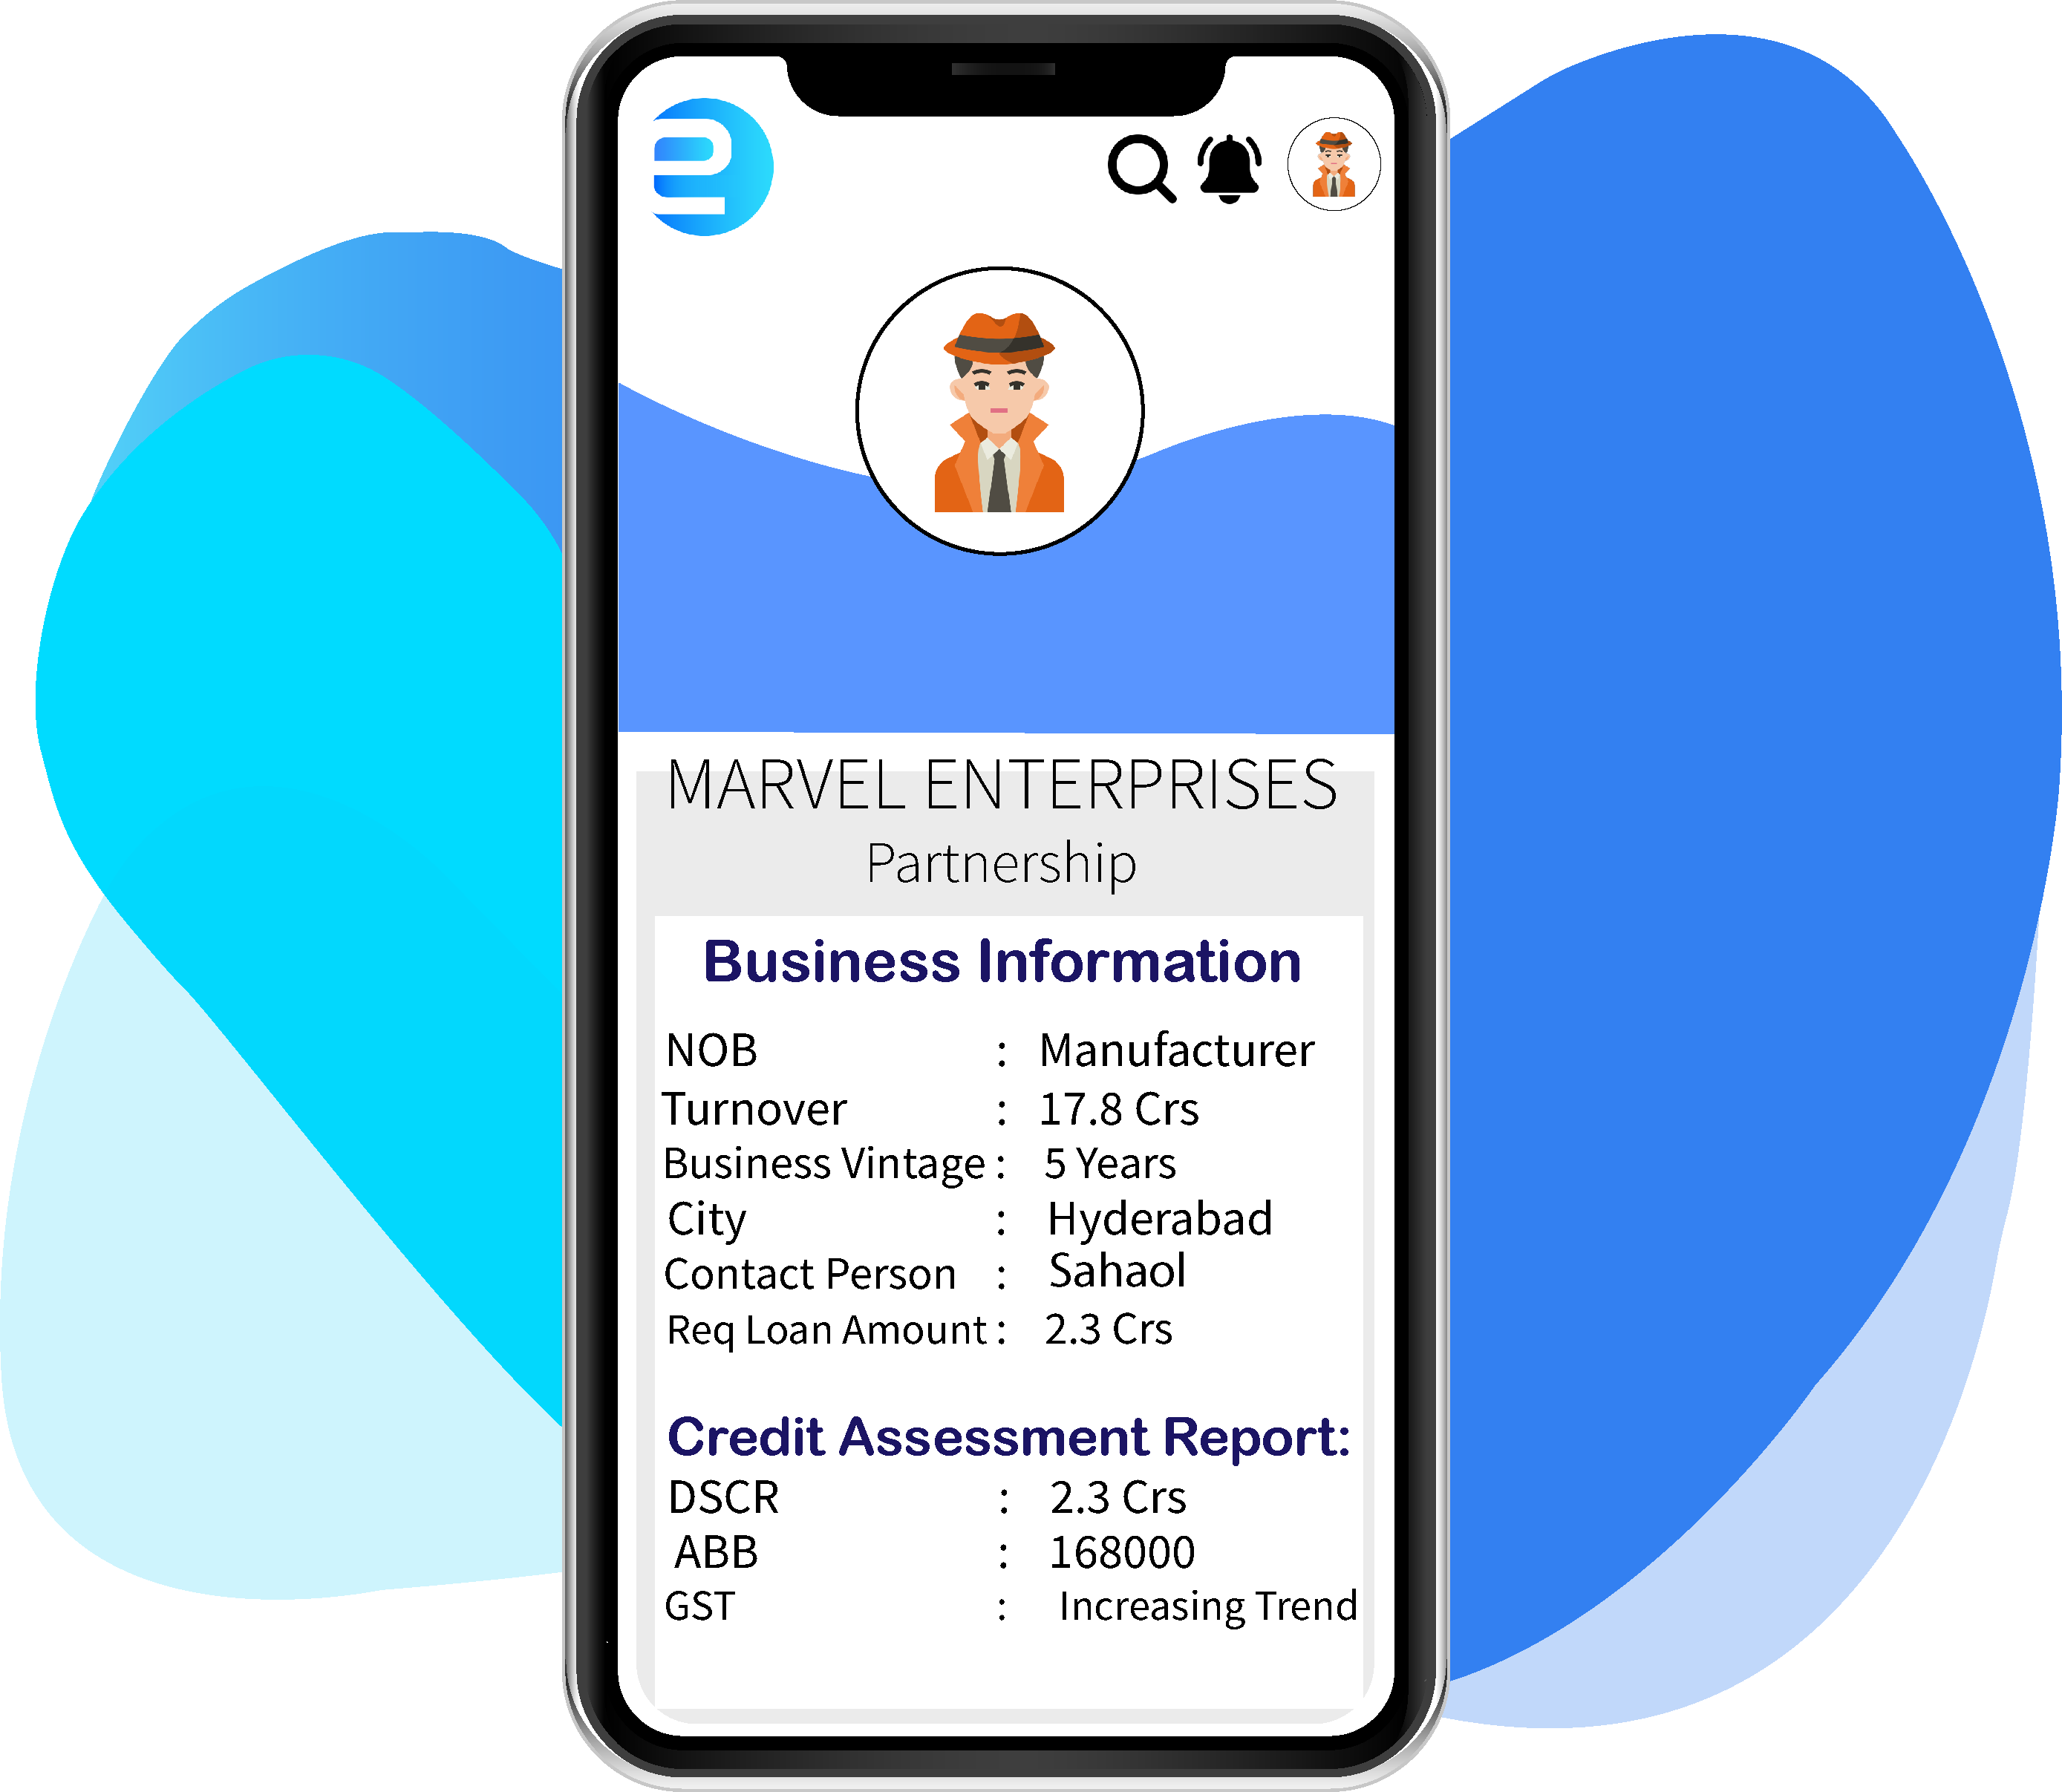 MARVEL ENTERPRISES
Partnership
Business Information
NOB : Manufacturer
Turnover : 17.8 Crs
Business Vintage : 5 Years
City : Hyderabad
Contact Person : Sahaol
Req Loan Amount : 2.3 Crs
Credit Assessment Report:
DSCR : 2.3 Crs
ABB : 168000
GST : Increasing Trend